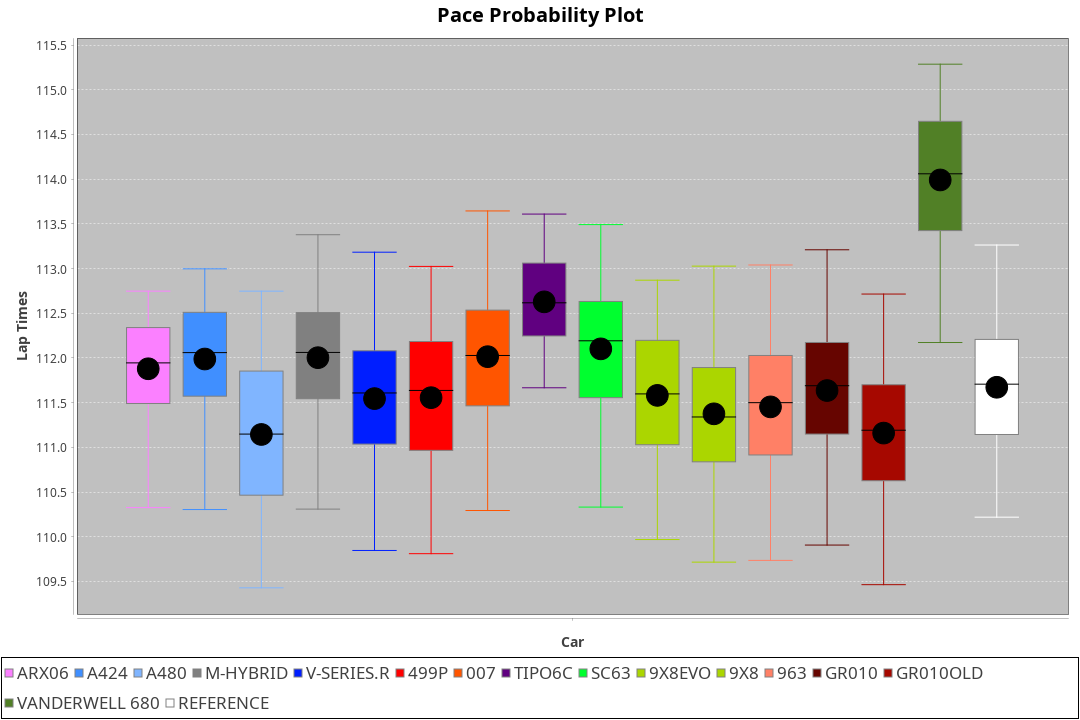 Pace Probability Plot
115.5
115.0
114.5
114.0
113.5
113.0
112.5
112.0
111.5
111.0
110.5
110.0
109.5
Lap Times
Car
ARX06 A424 A480 M-HYBRID V-SERIES.R 499P 007 TIPO6C SC63 9X8EVO 9X8 963 GR010 GR010OLD
VANDERWELL 680 REFERENCE